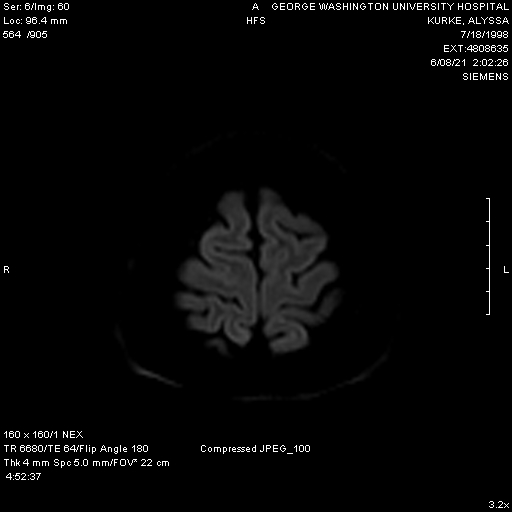 Ser: 6/Img: 60
Loc: 96.4 mm
564 /905
A
HFS
GEORGE WASHINGTON UNIVERSITY HOSPITAL
KURKE, ALYSSA
7/18/1998
EXT:4808635
6/08/21 2:02:26
SIEMENS
R
L
160 x 160/1 NEX
TR 6680/TE 64/Flip Angle 180
Thk 4 mm Spc 5.0 mm/FOV* 22 cm
4:52:37
Compressed JPEG_100
3.2x